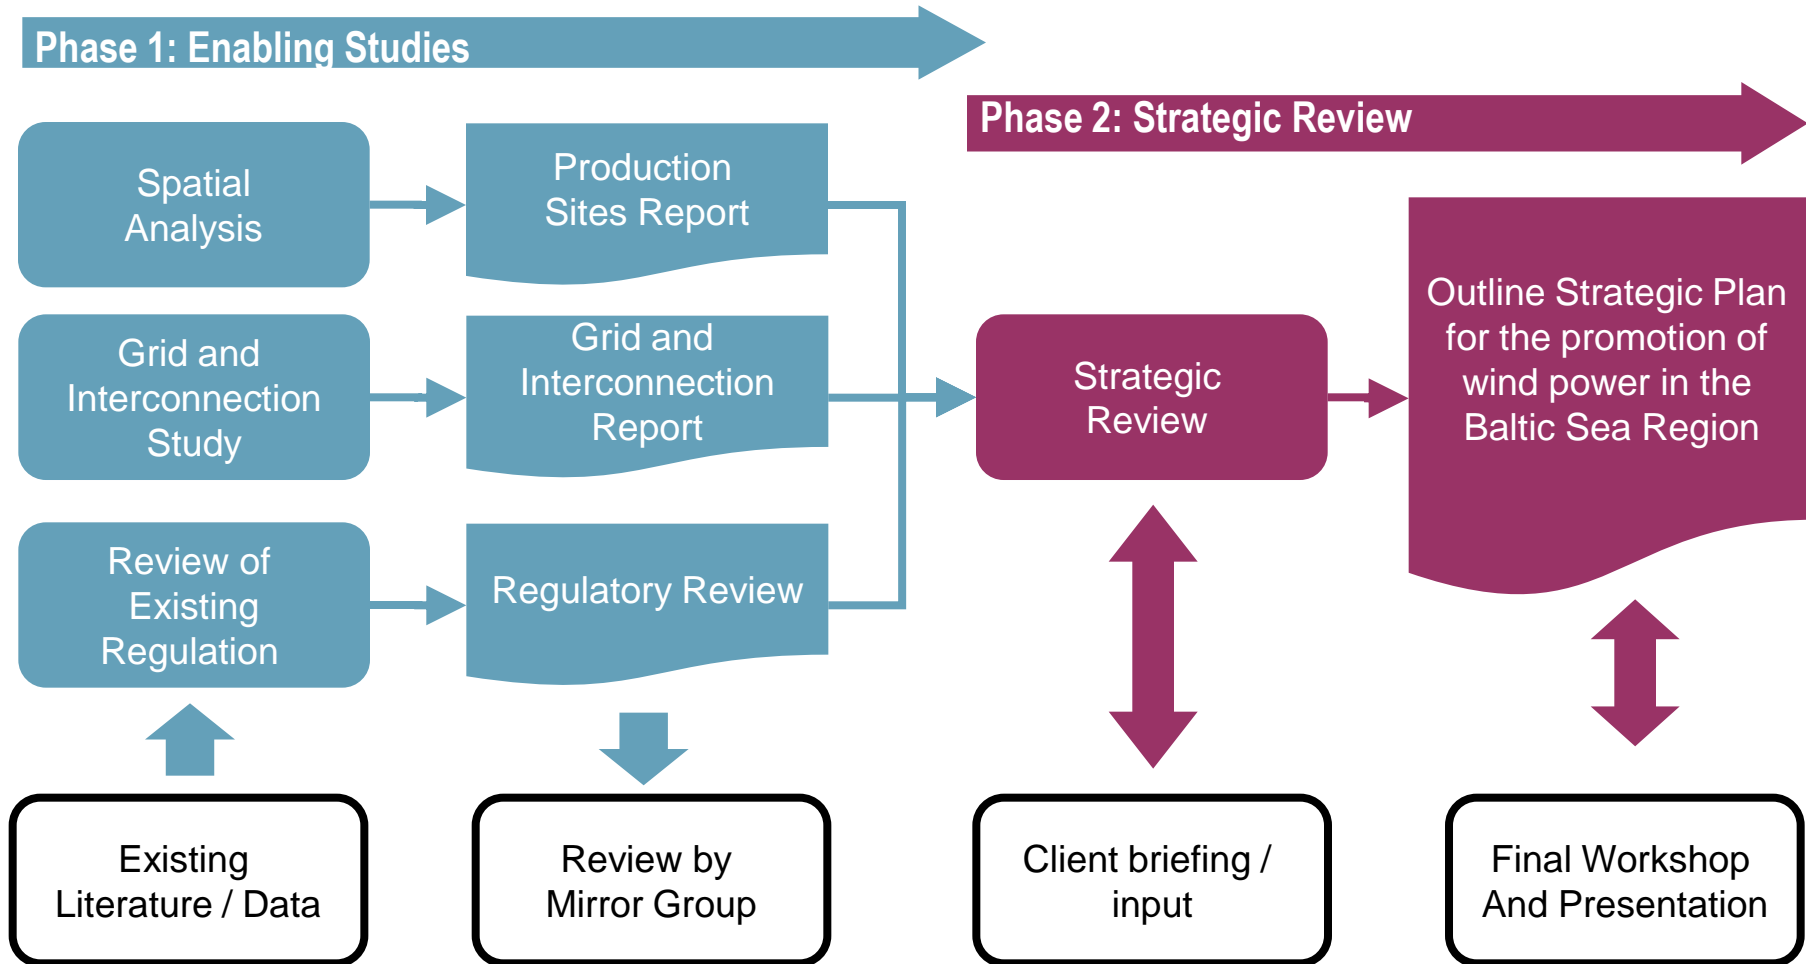 Phase 1: Enabling Studies
Phase 2: Strategic Review
Spatial
Analysis
Production
Sites Report
Grid and
Interconnection
Study
Grid and
Interconnection
Report
Review of
Existing
Regulation
Regulatory Review
Strategic
Review
Outline Strategic Plan
for the promotion of
wind power in the
Baltic Sea Region
Existing
Literature / Data
Review by
Mirror Group
Client briefing /
input
Final Workshop
And Presentation